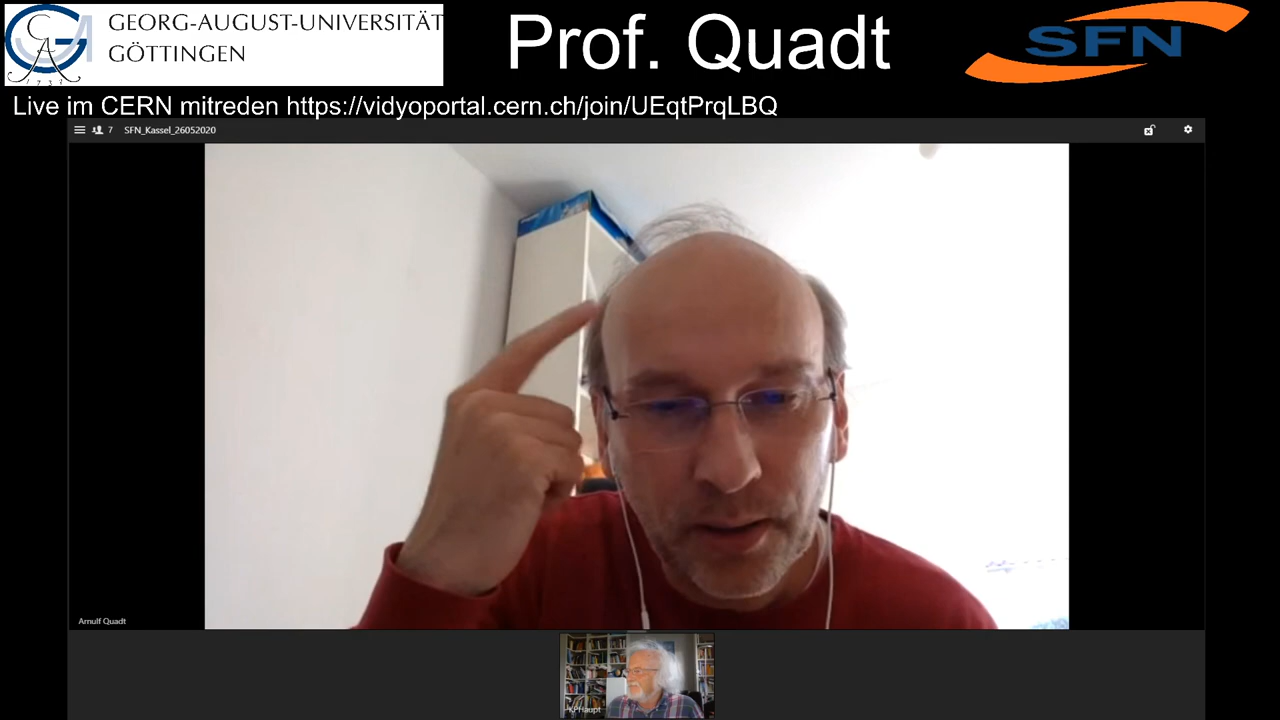 GEORG-AUGUST-UNIVERSITÄT
GÖTTINGEN
Prof. Quadt
SFN
Live im CERN mitreden https://vidyoportal.cern.ch/join/UEqtPrqLBQ
7 SFN_Kassel_26052020
Arnulf Quadt
KPHaupt